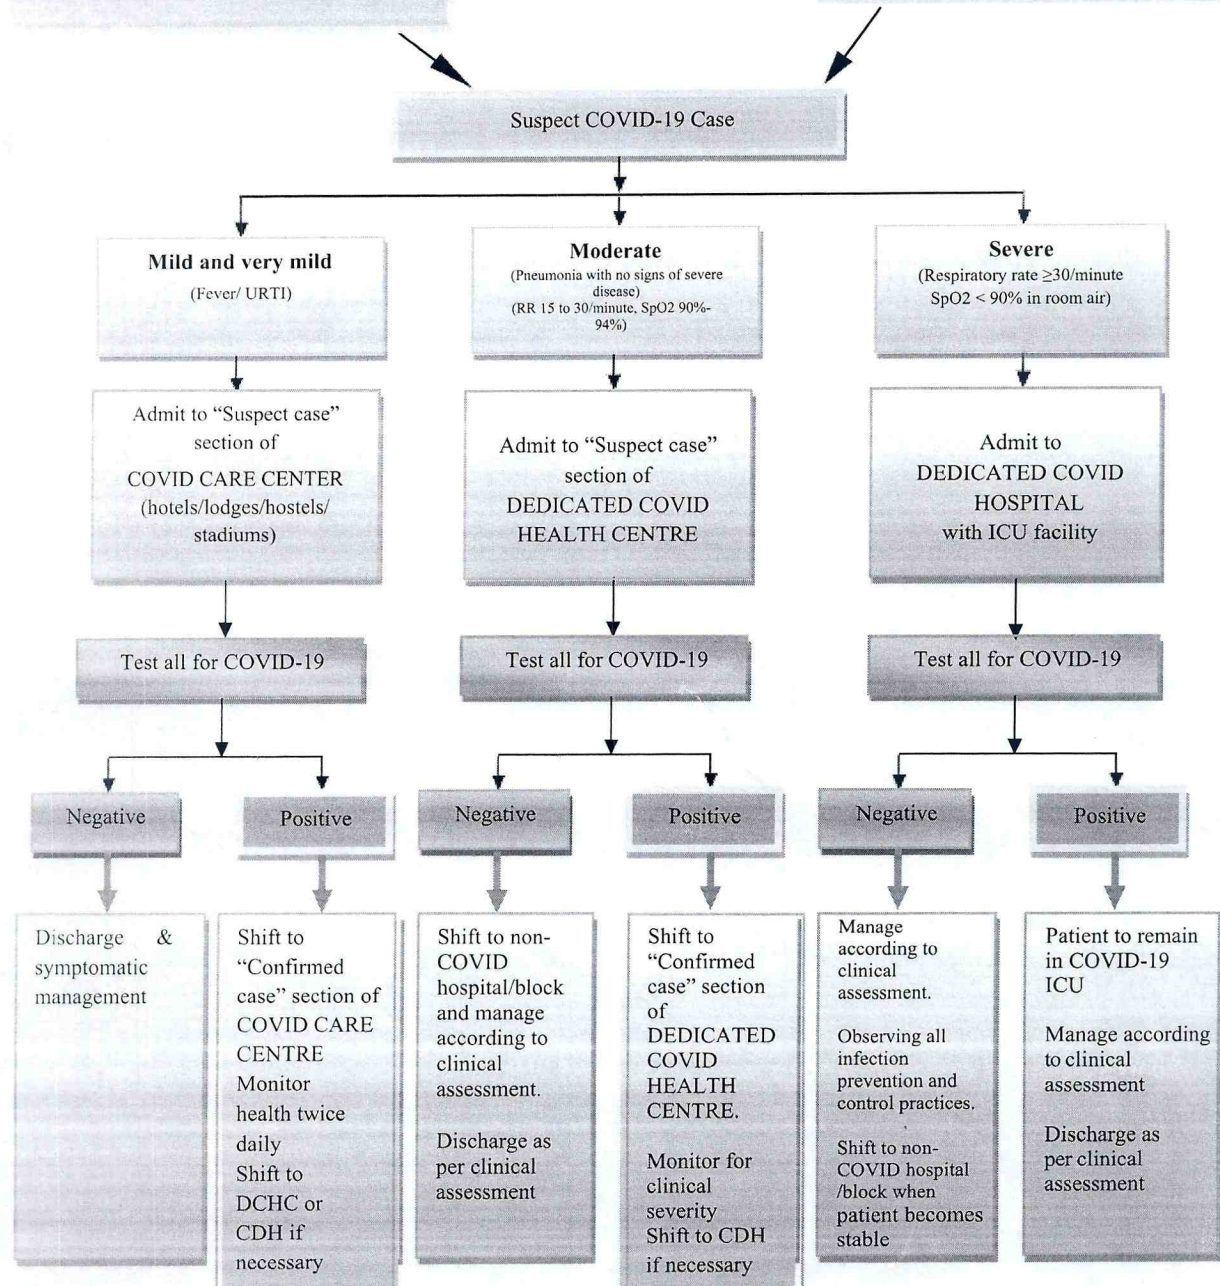 Suspect COVID-19 Case
Mild and very mild
(Fever/ URTI)
Moderate
(Pneumonia with no signs of severe
disease)
(RR 15 to 30/minute, SpO2 90%-
94%)
Severe
(Respiratory rate ≥30/minute
SpO2 < 90% in room air)
Admit to “Suspect case”
section of
COVID CARE CENTER
(hotels/lodges/hostels/
stadiums)
Admit to “Suspect case”
section of
DEDICATED COVID
HEALTH CENTRE
Admit to
DEDICATED COVID
HOSPITAL
with ICU facility
Test all for COVID-19
Test all for COVID-19
Test all for COVID-19
Negative
Positive
Negative
Positive
Negative
Positive
Discharge &
symptomatic
management
Shift to
“Confirmed
case” section of
COVID CARE
CENTRE
Monitor
health twice
daily
Shift to
DCHC or
CDH if
necessary
Shift to non-
COVID
hospital/block
and manage
according to
clinical
assessment.
Discharge as
per clinical
assessment
Shift to
“Confirmed
case” section
of
DEDICATED
COVID
HEALTH
CENTRE.
Monitor for
clinical
severity
Shift to CDH
if necessary
Manage
according to
clinical
assessment.
Observing all
infection
prevention and
control practices.
Shift to non-
COVID hospital
/block when
patient becomes
stable
Patient to remain
in COVID-19
ICU
Manage according
to clinical
assessment
Discharge as
per clinical
assessment